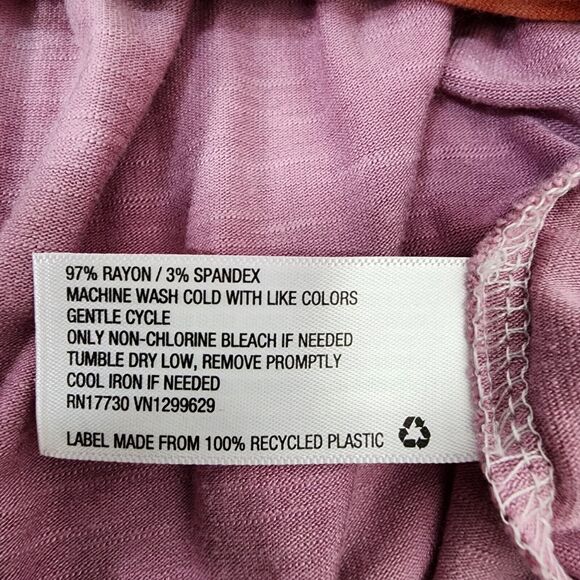 97% RAYON / 3% SPANDEX
MACHINE WASH COLD WITH LIKE COLORS
GENTLE CYCLE
ONLY NON-CHLORINE BLEACH IF NEEDED
TUMBLE DRY LOW, REMOVE PROMPTLY
COOL IRON IF NEEDED
RN17730 VN1299629
LABEL MADE FROM 100% RECYCLED PLASTIC